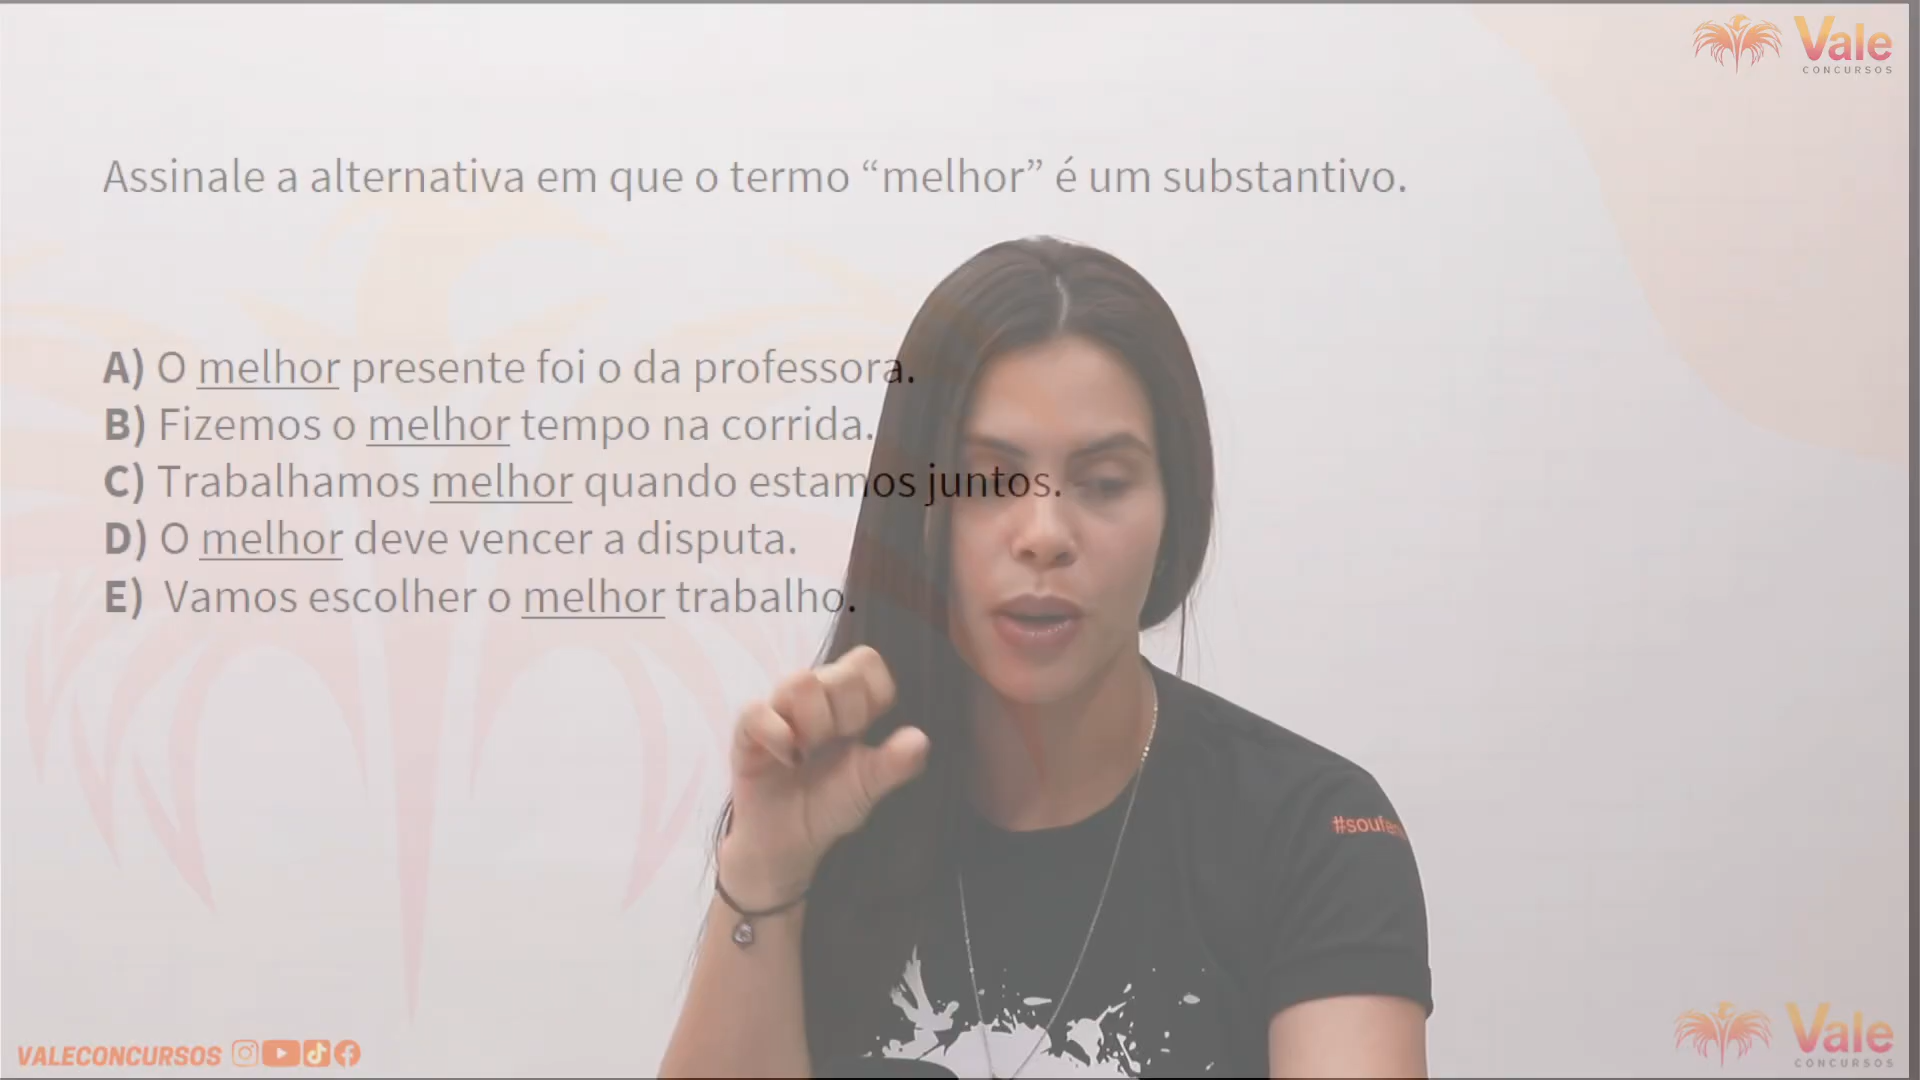 Vale
CONCURSOS
Assinale a alternativa em que o termo “melhor” é um substantivo.
A) O melhor presente foi o da professora.
B) Fizemos o melhor tempo na corrida.
C) Trabalhamos melhor quando estamos juntos.
D) O melhor deve vencer a disputa.
E) Vamos escolher o melhor trabalho.
VALECONCURSOS
Vale
CONCURSOS